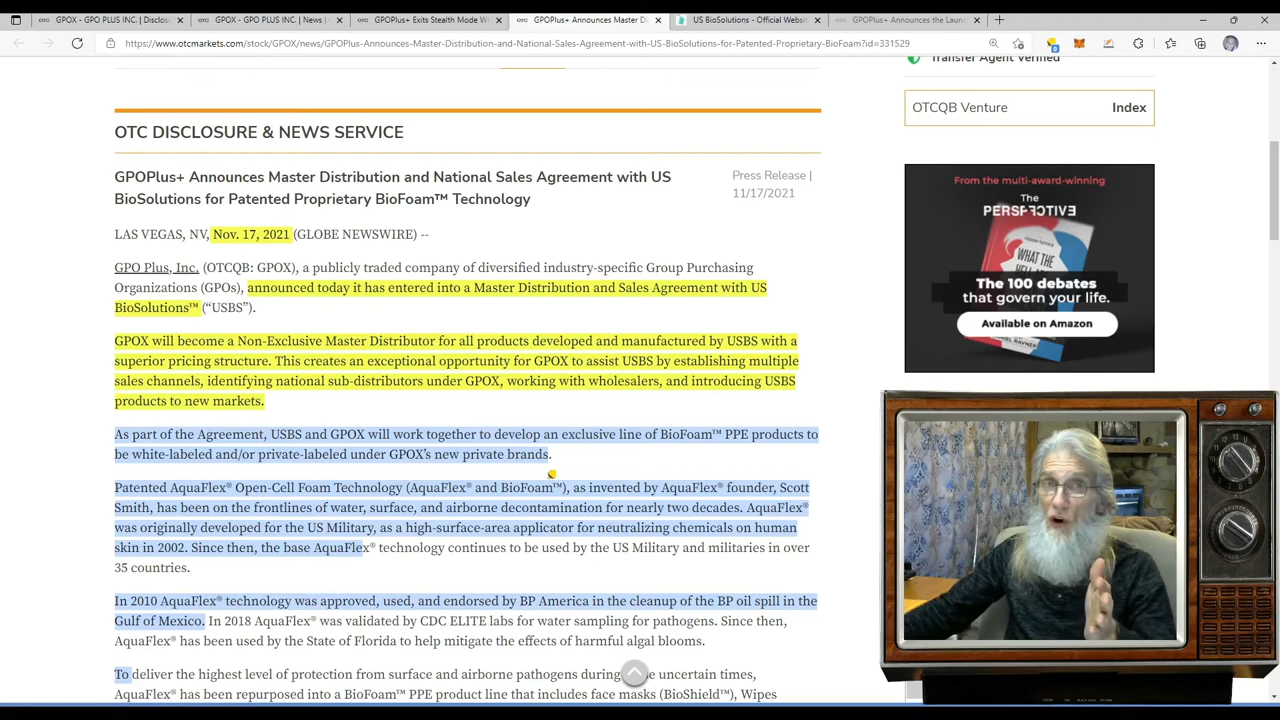 GPOX - GPO PLUS INC. | Disclos
GPOX - GPO PLUS INC. | News |
GPOPlus+ Exits Stealth Mode W
GPOPlus+ Announces Master Di
US BioSolutions - Official Websit
GPOPlus+ Announces the Laun
https://www.otcmarkets.com/stock/GPOX/news/GPOPlus-Announces-Master-Distribution-and-National-Sales-Agreement-with-US-BioSolutions-for-Patented-Proprietary-BioFoam?id=331529
Transfer Agent Verified
OTCQB Venture Index
OTC DISCLOSURE & NEWS SERVICE
GPOPlus+ Announces Master Distribution and National Sales Agreement with US
BioSolutions for Patented Proprietary BioFoam™ Technology
Press Release |
11/17/2021
LAS VEGAS, NV, Nov. 17, 2021 (GLOBE NEWSWIRE) --
GPO Plus, Inc. (OTCQB: GPOX), a publicly traded company of diversified industry-specific Group Purchasing
Organizations (GPOs), announced today it has entered into a Master Distribution and Sales Agreement with US
BioSolutions™ (“USBS”).
GPOX will become a Non-Exclusive Master Distributor for all products developed and manufactured by USBS with a
superior pricing structure. This creates an exceptional opportunity for GPOX to assist USBS by establishing multiple
sales channels, identifying national sub-distributors under GPOX, working with wholesalers, and introducing USBS
products to new markets.
As part of the Agreement, USBS and GPOX will work together to develop an exclusive line of BioFoam™ PPE products to
be white-labeled and/or private-labeled under GPOX’s new private brands.
Patented AquaFlex® Open-Cell Foam Technology (AquaFlex® and BioFoam™), as invented by AquaFlex® founder, Scott
Smith, has been on the frontlines of water, surface, and airborne decontamination for nearly two decades. AquaFlex®
was originally developed for the US Military, as a high-surface-area applicator for neutralizing chemicals on human
skin in 2002. Since then, the base AquaFlex® technology continues to be used by the US Military and militaries in over
35 countries.
In 2010 AquaFlex® technology was approved, used, and endorsed by BP America in the cleanup of the BP oil spill in the
Gulf of Mexico. In 2018 AquaFlex® was validated by CDC ELITE labs for water sampling for pathogens. Since then,
AquaFlex® has been used by the State of Florida to help mitigate the effects of harmful algal blooms.
To deliver the highest level of protection from surface and airborne pathogens during uncertain times,
AquaFlex® has been repurposed into a BioFoam™ PPE product line that includes face masks (BioShield™), Wipes
From the multi-award-winning
The
PERSPECTIVE
WHAT THE
The 100 debates
that govern your life.
Available on Amazon